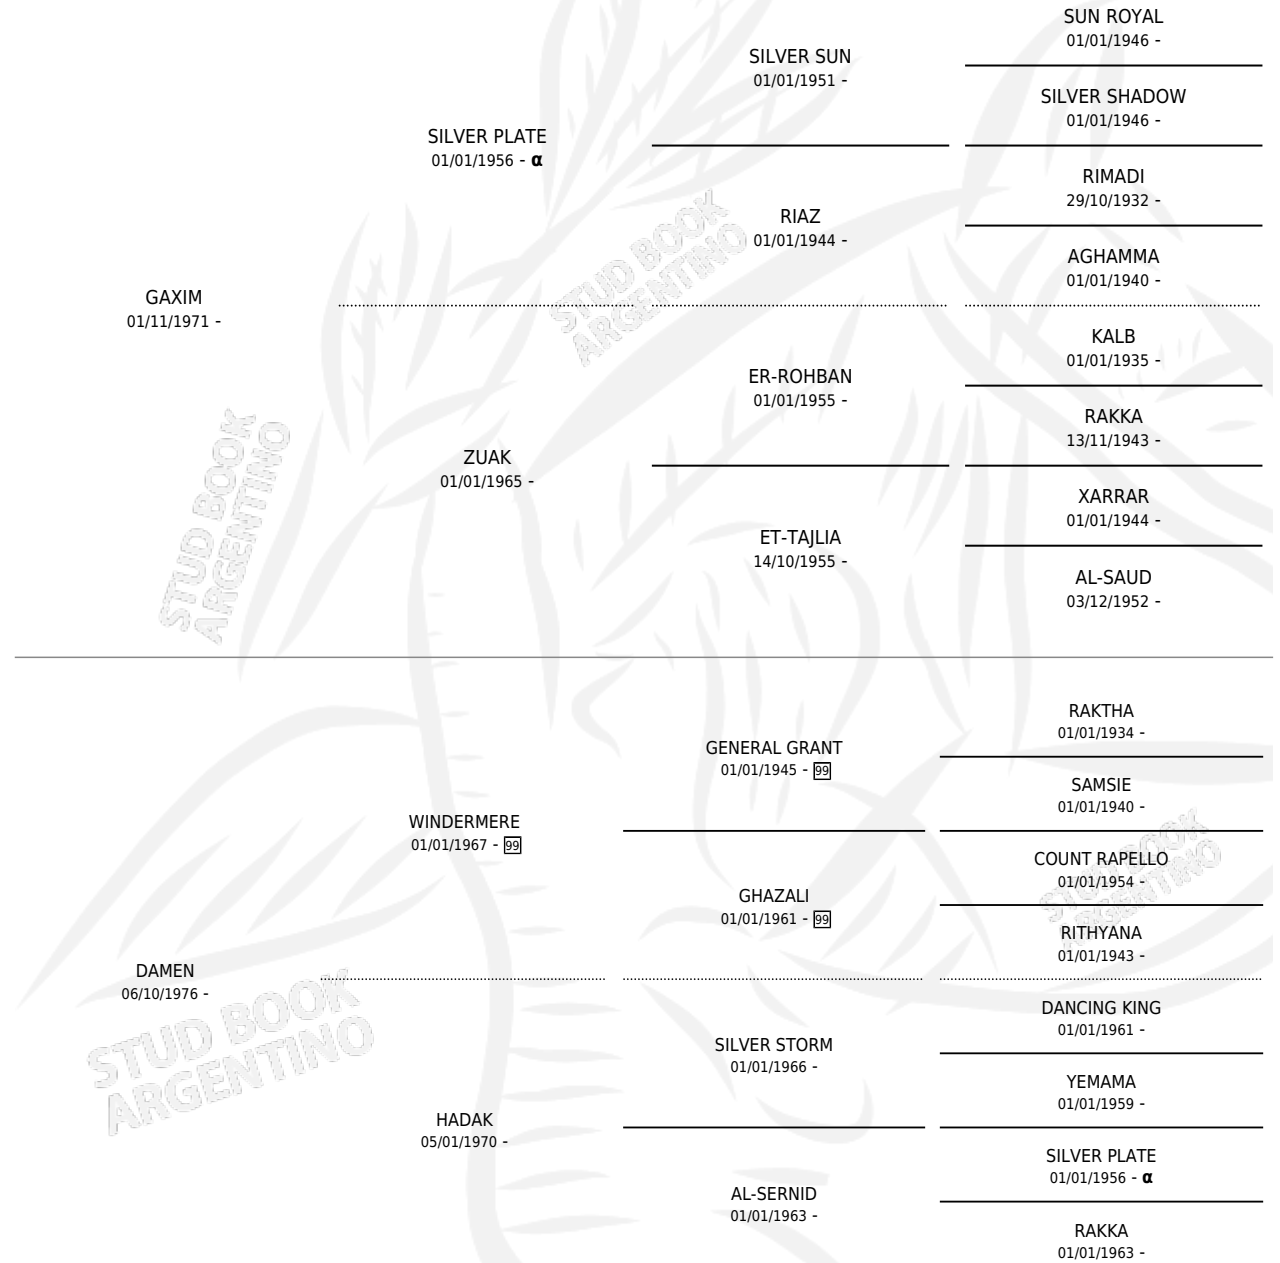 SUN ROYAL
01/01/1946 -
SILVER SUN
01/01/1951 -
SILVER SHADOW
01/01/1946 -
SILVER PLATE
01/01/1956 - α
RIMADI
29/10/1932 -
RIAZ
01/01/1944 -
STUD BOOK
ARGENTINO
AGHAMMA
01/01/1940 -
GAXIM
01/11/1971 -
KALB
01/01/1935 -
ER-ROHBAN
01/01/1955 -
RAKKA
13/11/1943 -
STUD BOOK
ARGENTINO
ZUAK
01/01/1965 -
XARRAR
01/01/1944 -
ET-TAJLIA
14/10/1955 -
AL-SAUD
03/12/1952 -
RAKTHA
01/01/1934 -
GENERAL GRANT
01/01/1945 - 99
SAMSIE
01/01/1940 -
WINDERMERE
01/01/1967 - 99
COUNT RAPELLO
01/01/1954 -
STUD BOOK
ARGENTINO
GHAZALI
01/01/1961 - 99
RITHYANA
01/01/1943 -
DAMEN
06/10/1976 -
STUD BOOK
ARGENTINO
DANCING KING
01/01/1961 -
SILVER STORM
01/01/1966 -
YEMAMA
01/01/1959 -
HADAK
05/01/1970 -
SILVER PLATE
01/01/1956 - α
AL-SERNID
01/01/1963 -
RAKKA
01/01/1963 -